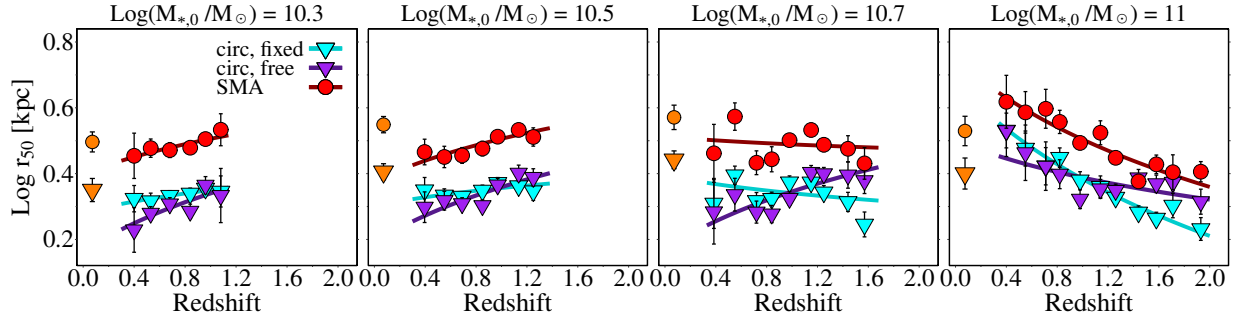 Log(M*,0 /M☉) = 10.3
Log(M*,0 /M☉) = 10.5
Log(M*,0 /M☉) = 10.7
Log(M*,0 /M☉) = 11
Log r50 [kpc]
0.8
0.6
0.4
0.2
circ, fixed
circ, free
SMA
0.0 0.4 0.8 1.2 1.6 2.0
0.0 0.4 0.8 1.2 1.6 2.0
0.0 0.4 0.8 1.2 1.6 2.0
0.0 0.4 0.8 1.2 1.6 2.0
Redshift
Redshift
Redshift
Redshift